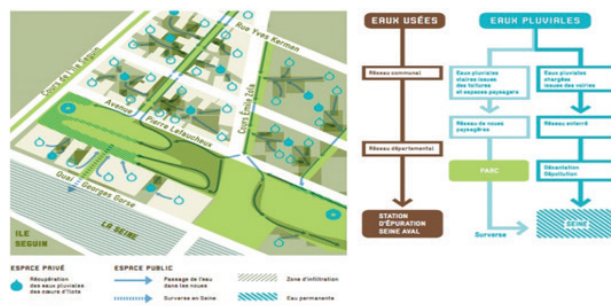 Rue Yves Kermen
Cours de l'Ile Seguin
Avenue Pierre Lefaucheux
Cours Emile Zola
Quai Georges Gorse
LA SEINE
ILE
SEGUIN
ESPACE PRIVÉ
Récupération
des eaux pluviales
des cœurs d'îlots
ESPACE PUBLIC
Passage de l'eau
dans les noues
Surverse en Seine
Zone d'infiltration
Eau permanente
EAUX USÉES
Réseau communal
Réseau départemental
STATION
D'ÉPURATION
SEINE AVAL
EAUX PLUVIALES
Eaux pluviales
claires issues
des toitures
et espaces paysagers
Réseau de noues
paysagères
PARC
Surverse
Eaux pluviales
chargées
issues des voiries
Réseau enterré
Décantation
Dépollution
SEINE